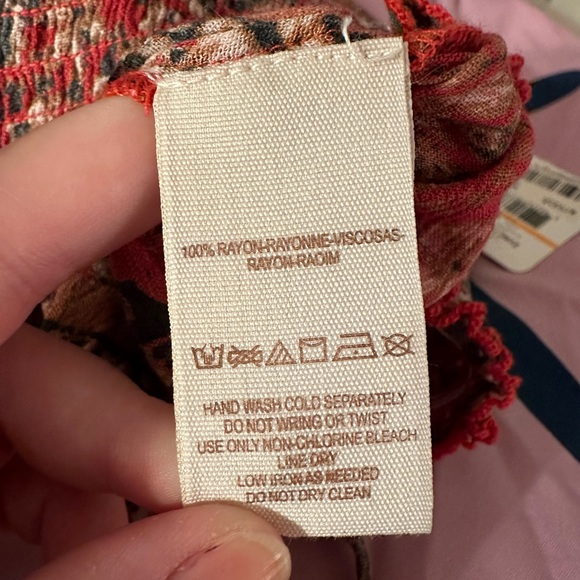 100% RAYON-RAYONNE-VISCOSAS-
RAYON-RAOIM
HAND WASH COLD SEPARATELY
DO NOT WRING OR TWIST
USE ONLY NON-CHLORINE BLEACH
LINE DRY
LOW IRON AS NEEDED
DO NOT DRY CLEAN